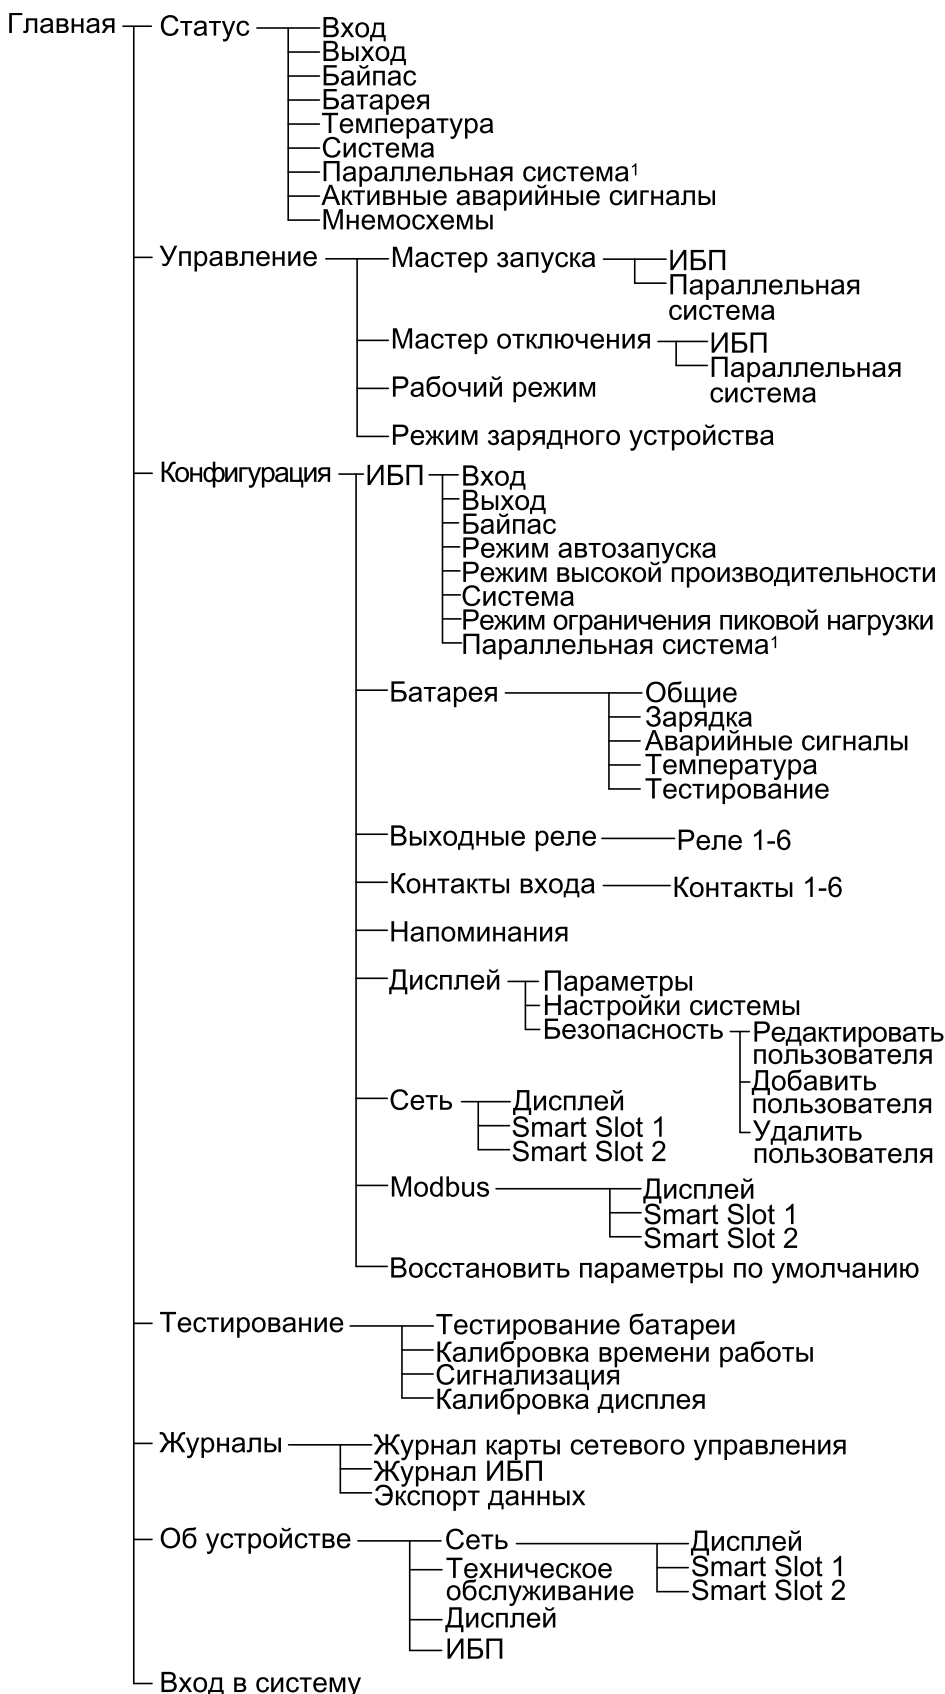 Главная
Статус
Вход
Выход
Байпас
Батарея
Температура
Система
Параллельная система¹
Активные аварийные сигналы
Мнемосхемы
Управление
Мастер запуска
ИБП
Параллельная
система
Мастер отключения
ИБП
Параллельная
система
Рабочий режим
Режим зарядного устройства
Конфигурация
ИБП
Вход
Выход
Байпас
Режим автозапуска
Режим высокой производительности
Система
Режим ограничения пиковой нагрузки
Параллельная система¹
Батарея
Общие
Зарядка
Аварийные сигналы
Температура
Тестирование
Выходные реле
Реле 1-6
Контакты входа
Контакты 1-6
Напоминания
Дисплей
Параметры
Настройки системы
Безопасность
Редактировать
пользователя
Добавить
пользователя
Удалить
пользователя
Сеть
Дисплей
Smart Slot 1
Smart Slot 2
Modbus
Дисплей
Smart Slot 1
Smart Slot 2
Восстановить параметры по умолчанию
Тестирование
Тестирование батареи
Калибровка времени работы
Сигнализация
Калибровка дисплея
Журналы
Журнал карты сетевого управления
Журнал ИБП
Экспорт данных
Об устройстве
Сеть
Дисплей
Smart Slot 1
Smart Slot 2
Техническое
обслуживание
Дисплей
ИБП
Вход в систему